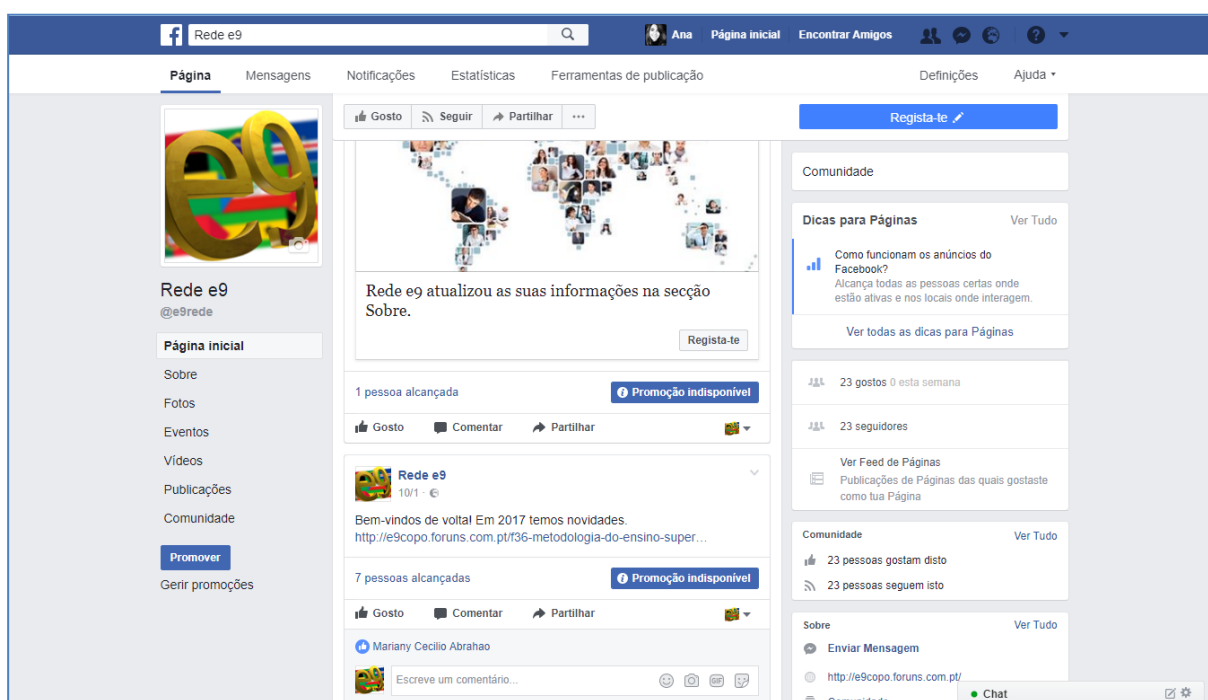 Rede e9
Ana Página inicial Encontrar Amigos
Página Mensagens Notificações Estatísticas Ferramentas de publicação Definições Ajuda
Gosto Seguir Partilhar ...
Regista-te
e9
Rede e9
@e9rede
Página inicial
Sobre
Fotos
Eventos
Vídeos
Publicações
Comunidade
Promover
Gerir promoções
Rede e9 atualizou as suas informações na secção
Sobre.
Regista-te
1 pessoa alcançada
Promoção indisponível
Gosto Comentar Partilhar
Rede e9
10/1 ·
Bem-vindos de volta! Em 2017 temos novidades.
http://e9copo.foruns.com.pt/f36-metodologia-do-ensino-super...
7 pessoas alcançadas
Promoção indisponível
Gosto Comentar Partilhar
Mariany Cecilio Abrahao
Escreve um comentário...
GIF
Comunidade
Dicas para Páginas Ver Tudo
Como funcionam os anúncios do
Facebook?
Alcança todas as pessoas certas onde
estão ativas e nos locais onde interagem.
Ver todas as dicas para Páginas
23 gostos 0 esta semana
23 seguidores
Ver Feed de Páginas
Publicações de Páginas das quais gostaste
como tua Página
Comunidade Ver Tudo
23 pessoas gostam disto
23 pessoas seguem isto
Sobre Ver Tudo
Enviar Mensagem
http://e9copo.foruns.com.pt/
Comunidade
Chat